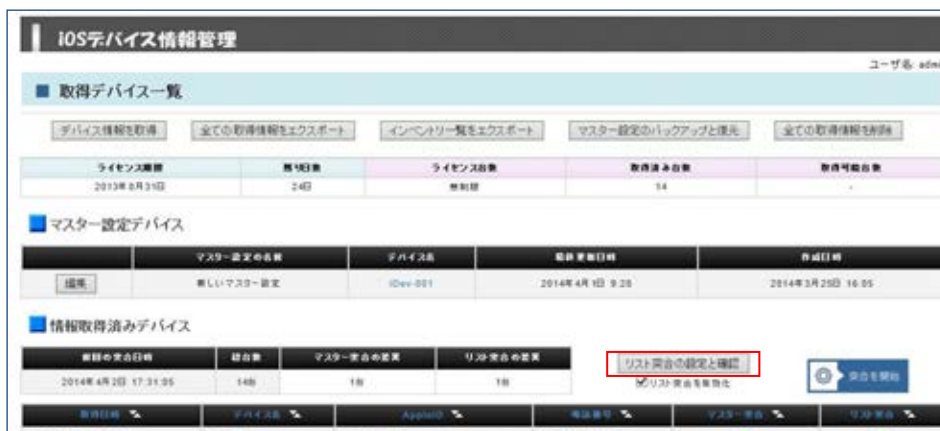 iOSデバイス情報管理
ユーザ名: admi
取得デバイス一覧
デバイス情報を取得 全ての取得情報をエクスポート インベントリー覧をエクスポート マスター設定のバックアップと復元 全ての取得情報を削除
ライセンス期限 残り日数 ライセンス台数 取得済み台数 取得可能台数
2013年8月31日 24日 無制限 14 -
マスター設定デバイス
マスター設定の名称 デバイス名 最終更新日時 作成日時
編集 新しいマスター設定 iDev-001 2014年4月1日 9:28 2014年3月25日 16:05
情報取得済みデバイス
前回の突合日時 総台数 マスター突合の差異 リスト突合の差異
リスト突合の設定と確認
2014年4月2日 17:31:05 14台 1台 1台
リスト突合を無効化
突合を開始
取得日時 デバイス名 AppleID 電話番号 マスター突合 リスト突合